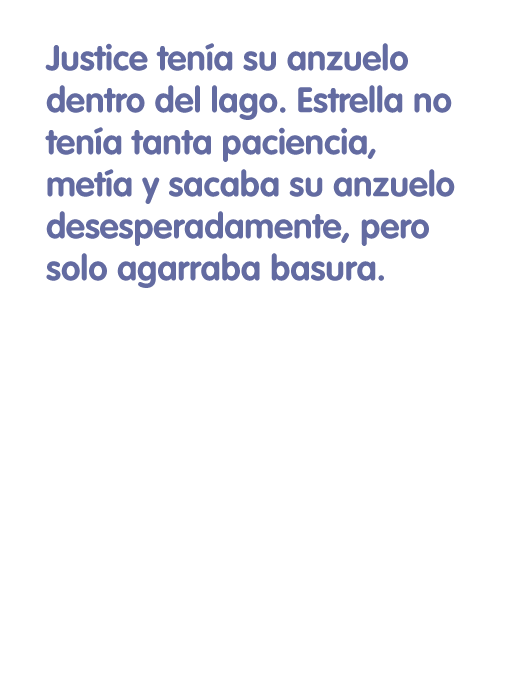 Justice tenía su anzuelo
dentro del lago. Estrella no
tenía tanta paciencia,
metía y sacaba su anzuelo
desesperadamente, pero
solo agarraba basura.